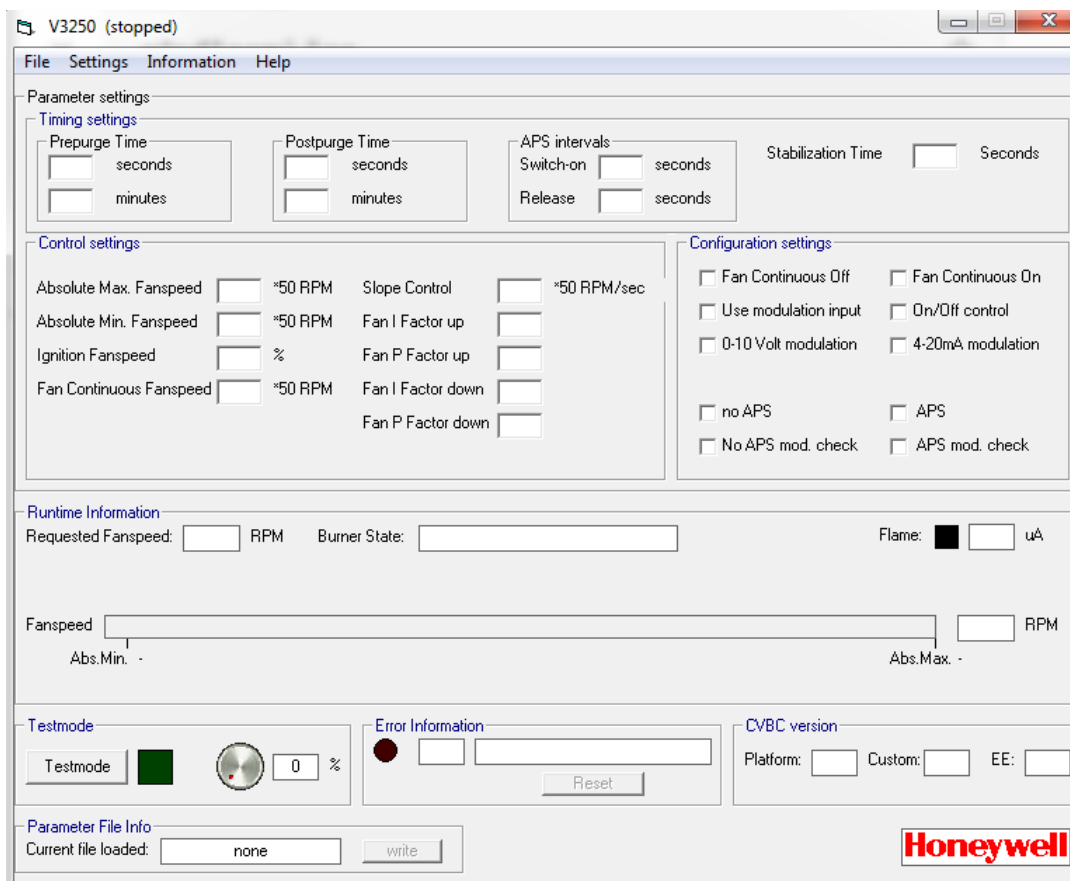 V3250 (stopped)
File Settings Information Help
Parameter settings
Timing settings
Prepurge Time
seconds
minutes
Postpurge Time
seconds
minutes
APS intervals
Switch-on seconds
Release seconds
Stabilization Time Seconds
Control settings
Absolute Max. Fanspeed *50 RPM
Absolute Min. Fanspeed *50 RPM
Ignition Fanspeed %
Fan Continuous Fanspeed *50 RPM
Slope Control *50 RPM/sec
Fan I Factor up
Fan P Factor up
Fan I Factor down
Fan P Factor down
Configuration settings
Fan Continuous Off Fan Continuous On
Use modulation input On/Off control
0-10 Volt modulation 4-20mA modulation
no APS APS
No APS mod. check APS mod. check
Runtime Information
Requested Fanspeed: RPM Burner State: Flame: uA
Fanspeed RPM
Abs.Min. - Abs.Max. -
Testmode
Testmode 0 %
Error Information
Reset
CVBC version
Platform: Custom: EE:
Parameter File Info
Current file loaded: none write
Honeywell